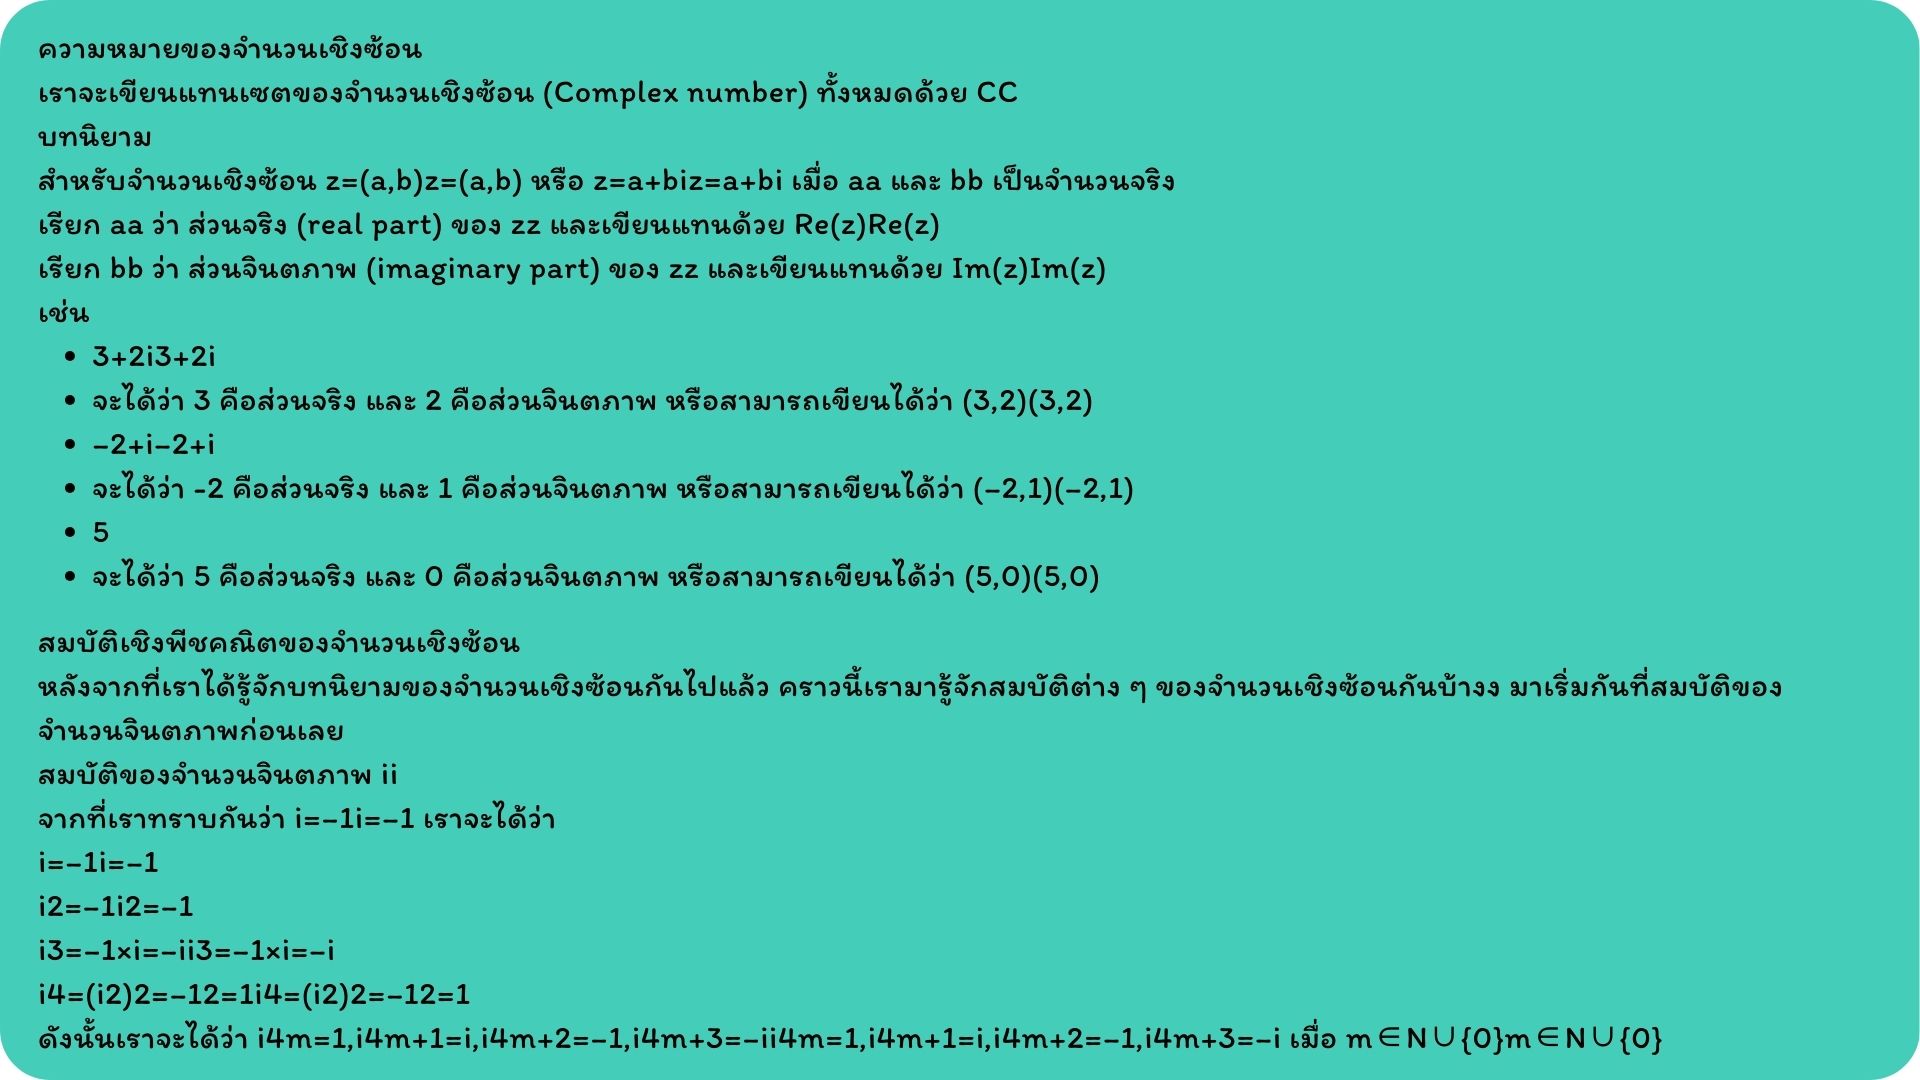 ความหมายของจำนวนเชิงซ้อน
เราจะเขียนแทนเซตของจำนวนเชิงซ้อน (Complex number) ทั้งหมดด้วย CC
บทนิยาม
สำหรับจำนวนเชิงซ้อน z=(a,b)z=(a,b) หรือ z=a+biz=a+bi เมื่อ aa และ bb เป็นจำนวนจริง
เรียก aa ว่า ส่วนจริง (real part) ของ zz และเขียนแทนด้วย Re(z)Re(z)
เรียก bb ว่า ส่วนจินตภาพ (imaginary part) ของ zz และเขียนแทนด้วย Im(z)Im(z)
เช่น
• 3+2i3+2i
• จะได้ว่า 3 คือส่วนจริง และ 2 คือส่วนจินตภาพ หรือสามารถเขียนได้ว่า (3,2)(3,2)
• −2+i−2+i
• จะได้ว่า -2 คือส่วนจริง และ 1 คือส่วนจินตภาพ หรือสามารถเขียนได้ว่า (−2,1)(−2,1)
• 5
• จะได้ว่า 5 คือส่วนจริง และ 0 คือส่วนจินตภาพ หรือสามารถเขียนได้ว่า (5,0)(5,0)
สมบัติเชิงพีชคณิตของจำนวนเชิงซ้อน
หลังจากที่เราได้รู้จักบทนิยามของจำนวนเชิงซ้อนกันไปแล้ว คราวนี้เรามารู้จักสมบัติต่าง ๆ ของจำนวนเชิงซ้อนกันบ้างง มาเริ่มกันที่สมบัติของ
จำนวนจินตภาพก่อนเลย
สมบัติของจำนวนจินตภาพ ii
จากที่เราทราบกันว่า i=−1i=−1 เราจะได้ว่า
i=−1i=−1
i2=−1i2=−1
i3=−1×i=−ii3=−1×i=−i
i4=(i2)2=−12=1i4=(i2)2=−12=1
ดังนั้นเราจะได้ว่า i4m=1,i4m+1=i,i4m+2=−1,i4m+3=−ii4m=1,i4m+1=i,i4m+2=−1,i4m+3=−i เมื่อ m∈N∪{0}m∈N∪{0}